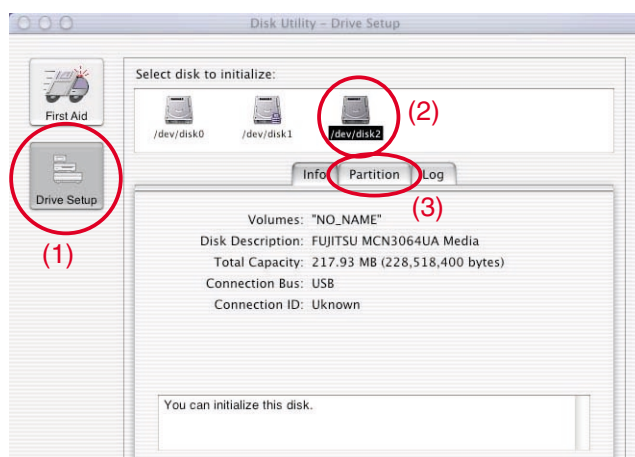 Disk Utility – Drive Setup
First Aid
Drive Setup
(1)
Select disk to initialize:
/dev/disk0 /dev/disk1 /dev/disk2
(2)
Info Partition Log
(3)
Volumes: "NO_NAME"
Disk Description: FUJITSU MCN3064UA Media
Total Capacity: 217.93 MB (228,518,400 bytes)
Connection Bus: USB
Connection ID: Uknown
You can initialize this disk.